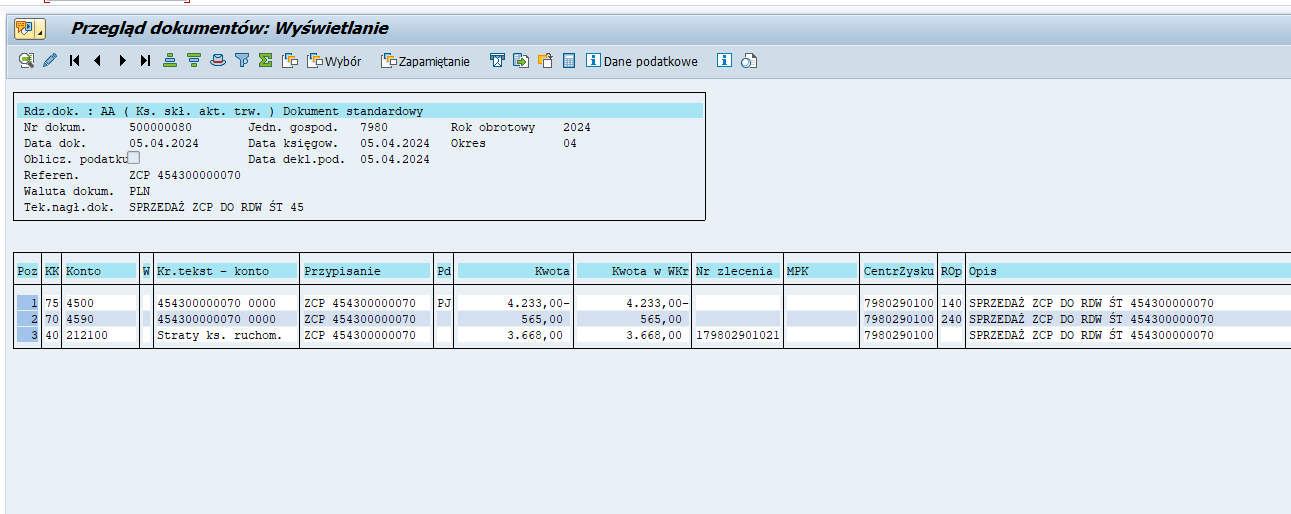 Przegląd dokumentów: Wyświetlanie
Wybór Zapamiętanie Dane podatkowe
Rdz.dok. : AA ( Ks. skł. akt. trw. ) Dokument standardowy
Nr dokum. 500000080 Jedn. gospod. 7980 Rok obrotowy 2024
Data dok. 05.04.2024 Data księgow. 05.04.2024 Okres 04
Oblicz. podatku Data dekl.pod. 05.04.2024
Referen. ZCP 454300000070
Waluta dokum. PLN
Tek.nagł.dok. SPRZEDAŻ ZCP DO RDW ŚT 45
Poz KK Konto W Kr.tekst - konto Przypisanie Pd Kwota Kwota w WKr Nr zlecenia MPK CentrZysku ROp Opis
1 75 4500 454300000070 0000 ZCP 454300000070 PJ 4.233,00- 4.233,00- 7980290100 140 SPRZEDAŻ ZCP DO RDW ŚT 454300000070
2 70 4590 454300000070 0000 ZCP 454300000070 565,00 565,00 7980290100 240 SPRZEDAŻ ZCP DO RDW ŚT 454300000070
3 40 212100 Straty ks. ruchom. ZCP 454300000070 3.668,00 3.668,00 179802901021 7980290100 SPRZEDAŻ ZCP DO RDW ŚT 454300000070